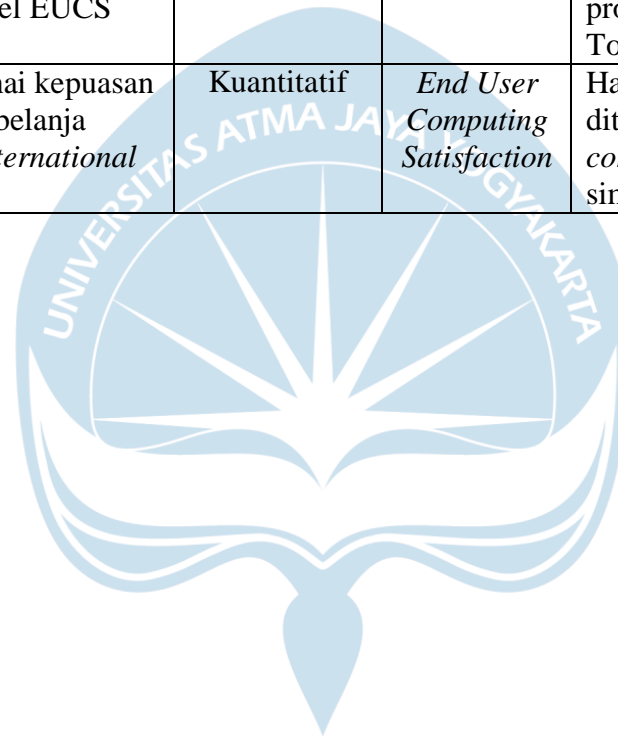 el EUCS
pro
To
nai kepuasan
belanja
ternational
Kuantitatif
End User
Computing
Satisfaction
Ha
dit
co
sin
UNIVERSITAS ATMA JAYA YOGYAKARTA